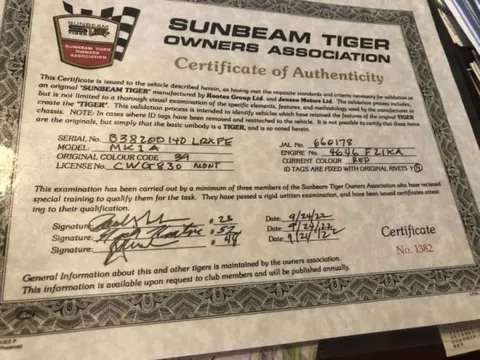 SUNBEAM
SUNBEAM TIGER
OWNERS
ASSOCIATION
SUNBEAM TIGER
OWNERS ASSOCIATION
Certificate of Authenticity
This Certificate is issued to the vehicle described herein, as having met the requisite standards and criteria necessary for validation as
an original "SUNBEAM TIGER" manufactured by Rootes Group Ltd. and Jensen Motors Ltd. The validation process includes,
but is not limited to a thorough visual examination of the specific elements, features, and methodology used by the manufacturer to
create the "TIGER". This validation process is intended to identify vehicles which have retained the features of the original TIGER
chassis. NOTE: In cases where ID tags have been removed and reattached to the vehicle. It is not possible to certify that these items
are the originals, but simply that the basic unibody is a TIGER, and is so noted herein.
SERIAL No. B382001140 LRXFE
JAL No. 660178
MODEL: MK1A
ENGINE No. 4646 F21KA
ORIGINAL COLOUR CODE 39
CURRENT COLOUR RED
LICENSE No. CWG830 MONT
ID TAGS ARE FIXED WITH ORIGINAL RIVETS Y N
This examination has been carried out by a minimum of three members of the Sunbeam Tiger Owners Association who have recieved
special training to qualify them for the task. They have passed a rigid written examination, and have been issued certificates attest-
ing to their qualification.
Signature: # 23 Date: 9/24/22
Signature: # 57 Date: 9/24/22
Signature: # 48 Date: 9/24/22
Certificate
No. 1382
General Information about this and other tigers is maintained by the owners association.
This information is available upon request to club members and will be published annually.